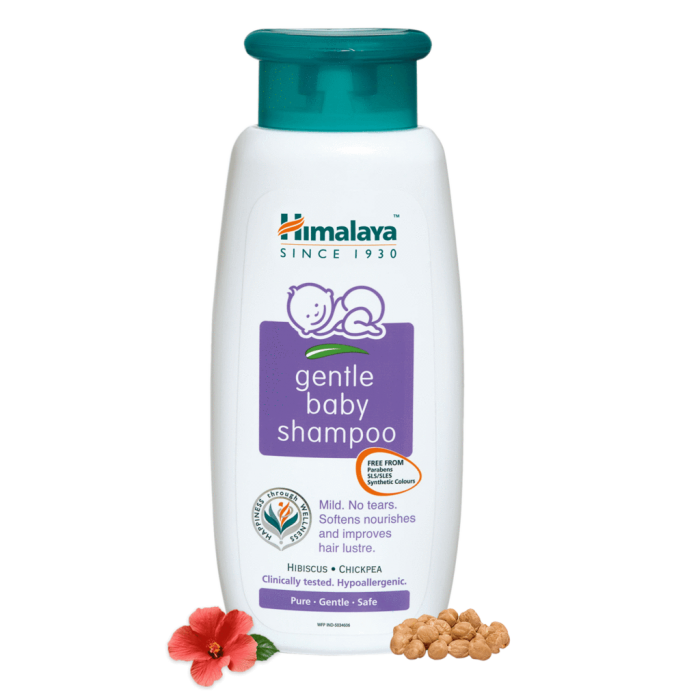 Himalaya™
SINCE 1930
gentle
baby
shampoo
FREE FROM
Parabens
SLS/SLES
Synthetic Colours
HAPPINESS through WELLNESS
Mild. No tears.
Softens nourishes
and improves
hair lustre.
HIBISCUS • CHICKPEA
Clinically tested. Hypoallergenic.
Pure · Gentle · Safe